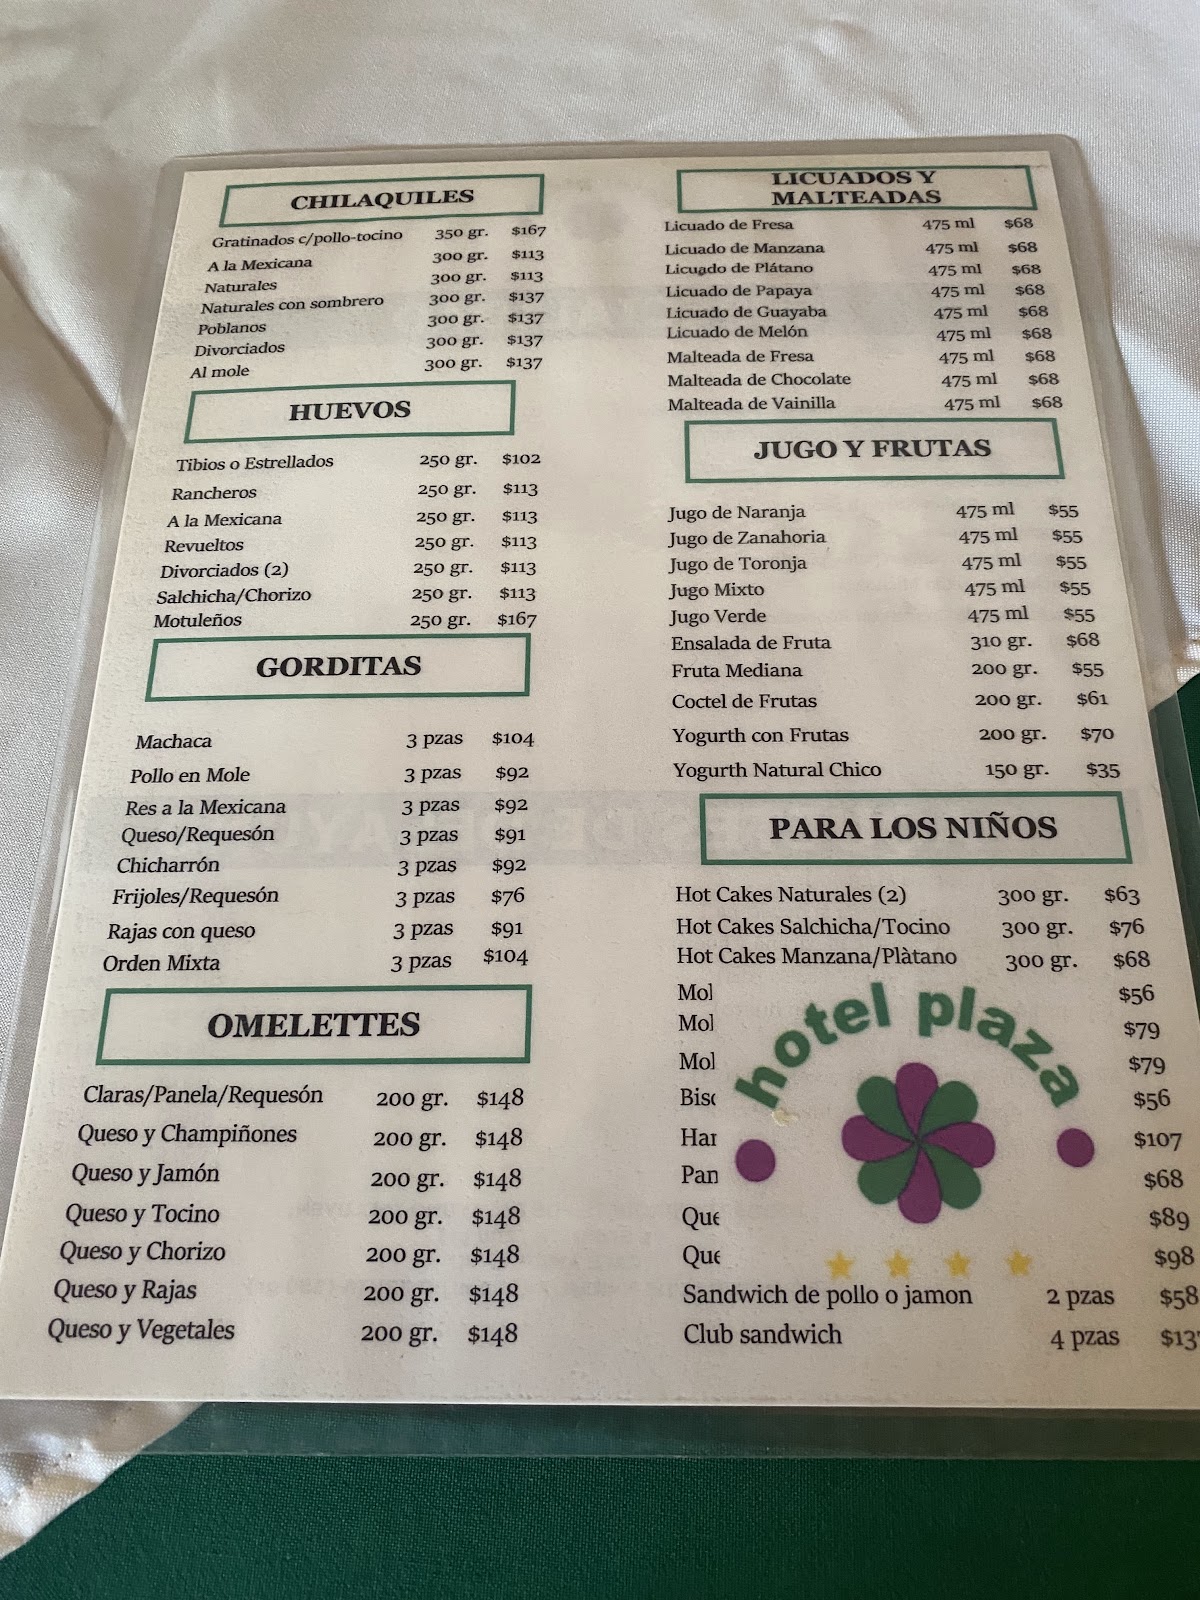 CHILAQUILES
Gratinados c/pollo-tocino 350 gr. $167
A la Mexicana 300 gr. $113
Naturales 300 gr. $113
Naturales con sombrero 300 gr. $137
Poblanos 300 gr. $137
Divorciados 300 gr. $137
Al mole 300 gr. $137
HUEVOS
Tibios o Estrellados 250 gr. $102
Rancheros 250 gr. $113
A la Mexicana 250 gr. $113
Revueltos 250 gr. $113
Divorciados (2) 250 gr. $113
Salchicha/Chorizo 250 gr. $113
Motuleños 250 gr. $167
GORDITAS
Machaca 3 pzas $104
Pollo en Mole 3 pzas $92
Res a la Mexicana 3 pzas $92
Queso/Requesón 3 pzas $91
Chicharrón 3 pzas $92
Frijoles/Requesón 3 pzas $76
Rajas con queso 3 pzas $91
Orden Mixta 3 pzas $104
OMELETTES
Claras/Panela/Requesón 200 gr. $148
Queso y Champiñones 200 gr. $148
Queso y Jamón 200 gr. $148
Queso y Tocino 200 gr. $148
Queso y Chorizo 200 gr. $148
Queso y Rajas 200 gr. $148
Queso y Vegetales 200 gr. $148
LICUADOS Y
MALTEADAS
Licuado de Fresa 475 ml $68
Licuado de Manzana 475 ml $68
Licuado de Plátano 475 ml $68
Licuado de Papaya 475 ml $68
Licuado de Guayaba 475 ml $68
Licuado de Melón 475 ml $68
Malteada de Fresa 475 ml $68
Malteada de Chocolate 475 ml $68
Malteada de Vainilla 475 ml $68
JUGO Y FRUTAS
Jugo de Naranja 475 ml $55
Jugo de Zanahoria 475 ml $55
Jugo de Toronja 475 ml $55
Jugo Mixto 475 ml $55
Jugo Verde 475 ml $55
Ensalada de Fruta 310 gr. $68
Fruta Mediana 200 gr. $55
Coctel de Frutas 200 gr. $61
Yogurth con Frutas 200 gr. $70
Yogurth Natural Chico 150 gr. $35
PARA LOS NIÑOS
Hot Cakes Naturales (2) 300 gr. $63
Hot Cakes Salchicha/Tocino 300 gr. $76
Hot Cakes Manzana/Plàtano 300 gr. $68
Mol $56
Mol $79
Mol $79
Bisc $56
Har $107
Pan $68
Que $89
Que $98
hotel plaza
Sandwich de pollo o jamon 2 pzas $58
Club sandwich 4 pzas $13